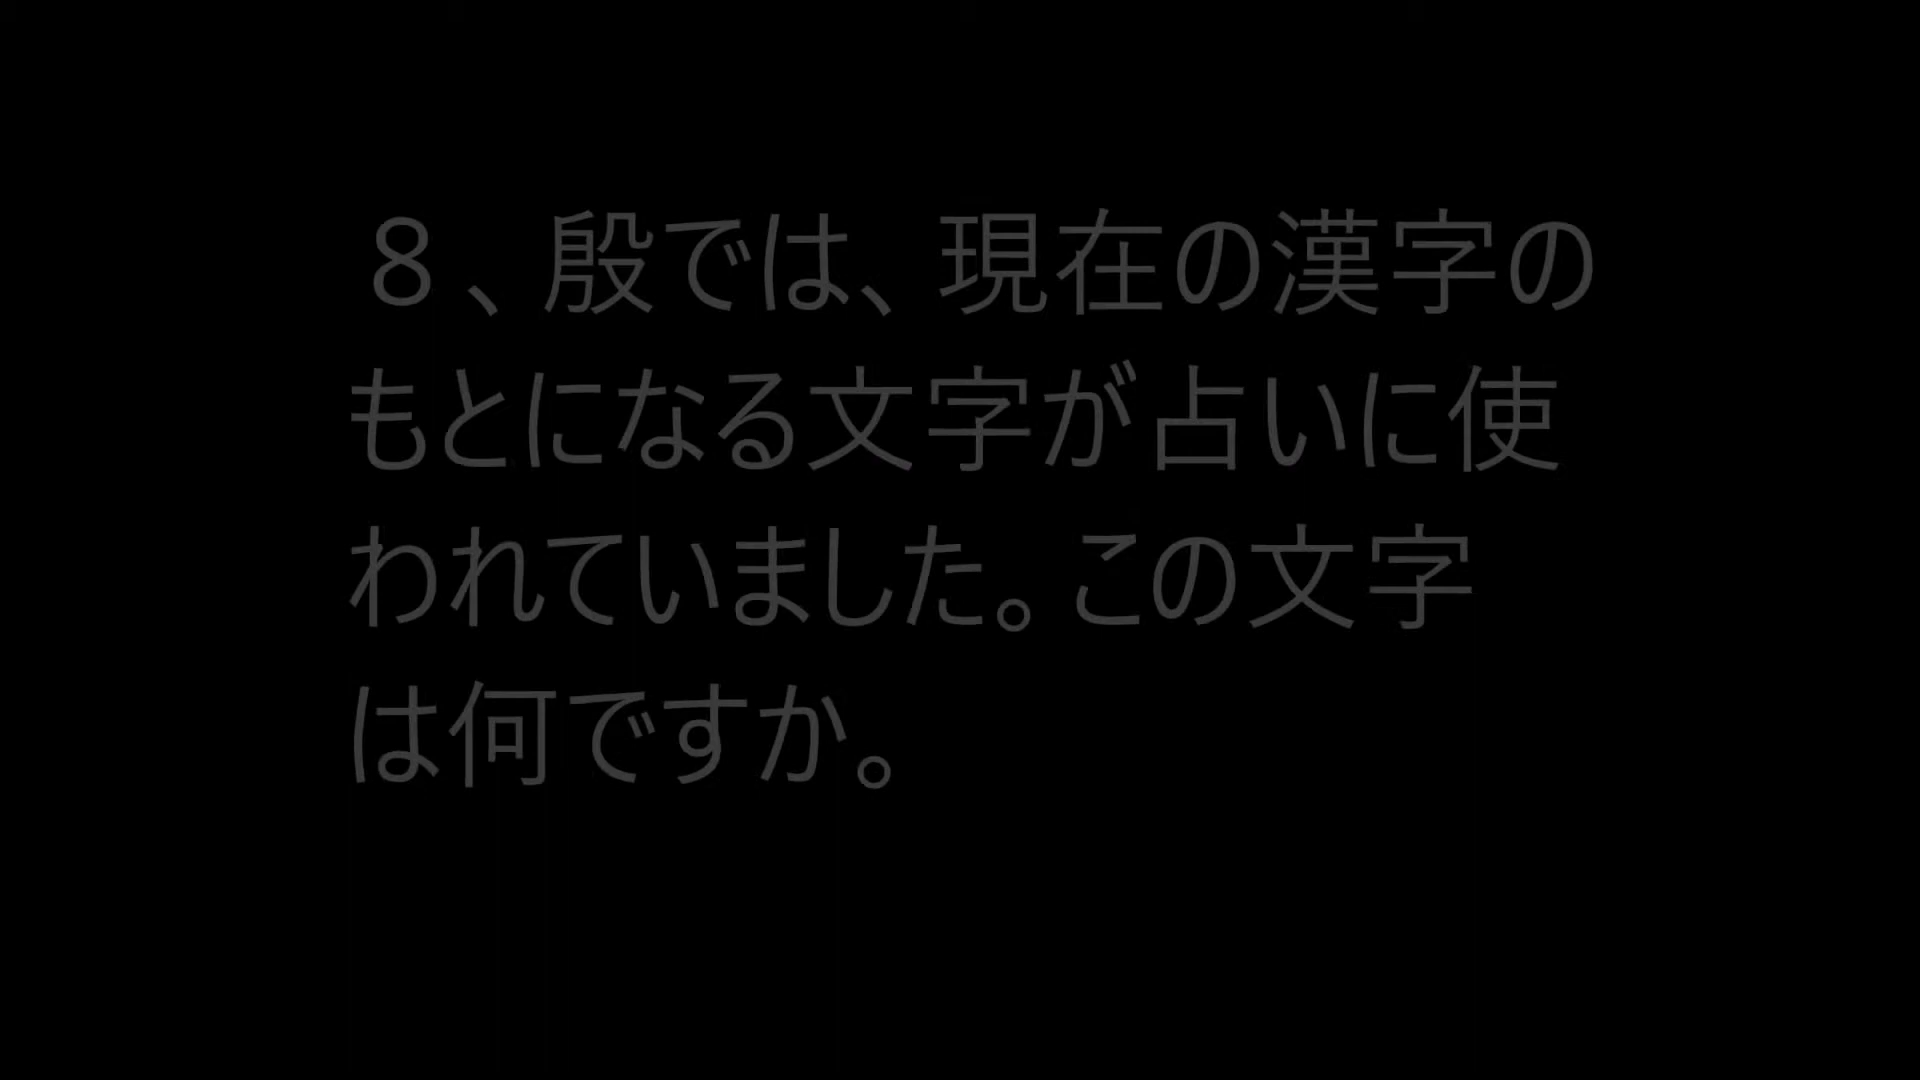 ８、殷では、現在の漢字の
もとになる文字が占いに使
われていました。この文字
は何ですか。